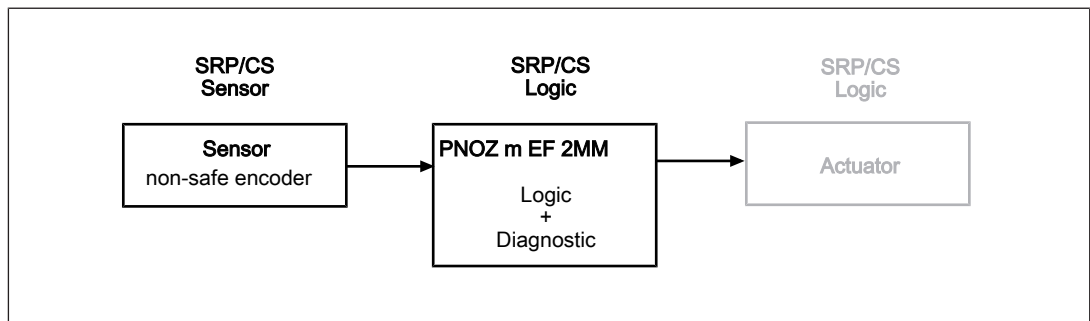 SRP/CS
Sensor
SRP/CS
Logic
SRP/CS
Logic
Sensor
non-safe encoder
PNOZ m EF 2MM
Logic
+
Diagnostic
Actuator